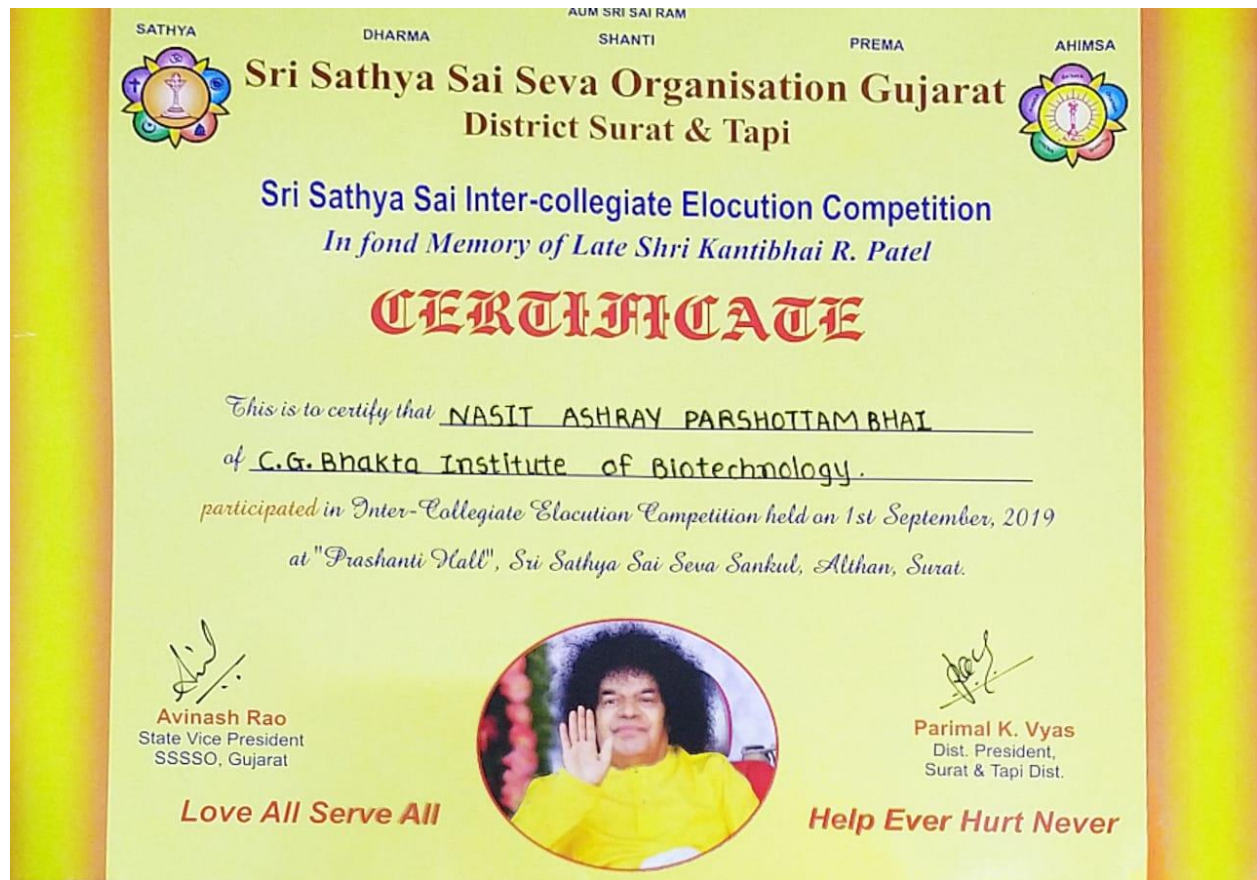 AUM SRI SAI RAM
SATHYA DHARMA SHANTI PREMA AHIMSA
Sri Sathya Sai Seva Organisation Gujarat
District Surat & Tapi
Sri Sathya Sai Inter-collegiate Elocution Competition
In fond Memory of Late Shri Kantibhai R. Patel
CERTIFICATE
This is to certify that NASIT ASHRAY PARSHOTTAMBHAI
of C.G. Bhakta Institute of Biotechnology.
participated in Inter-Collegiate Elocution Competition held on 1st September, 2019
at "Prashanti Hall", Sri Sathya Sai Seva Sankul, Althan, Surat.
Avinash Rao
State Vice President
SSSSO, Gujarat
Parimal K. Vyas
Dist. President,
Surat & Tapi Dist.
Love All Serve All
Help Ever Hurt Never